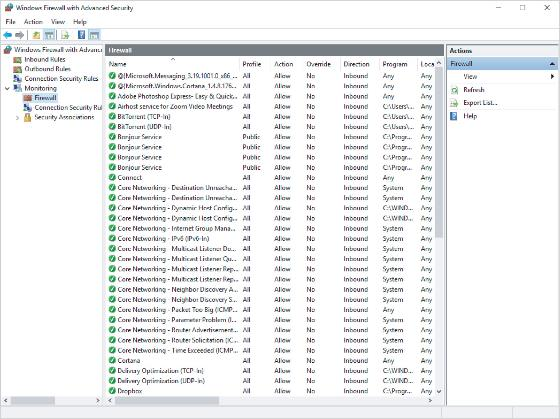 Windows Firewall with Advanced Security
File Action View Help
Windows Firewall with Advanc
Inbound Rules
Outbound Rules
Connection Security Rules
Monitoring
Firewall
Connection Security Rul
Security Associations
Firewall
Name Profile Action Override Direction Program Loca
@{Microsoft.Messaging_3.19.1001.0_x86_... All Allow No Inbound Any Any
@{Microsoft.Windows.Cortana_1.4.8.176... All Allow No Inbound Any Any
Adobe Photoshop Express- Easy & Quick... All Allow No Inbound Any Any
Airhost service for Zoom Video Meetings All Allow No Inbound C:\Users\... Any
BitTorrent (TCP-In) All Allow No Inbound C:\Users\... Any
BitTorrent (UDP-In) All Allow No Inbound C:\Users\... Any
Bonjour Service Public Allow No Inbound C:\Progr... Any
Bonjour Service Public Allow No Inbound C:\Progr... Any
Bonjour Service Public Allow No Inbound C:\Progr... Any
Bonjour Service Public Allow No Inbound C:\Progr... Any
Connect All Allow No Inbound Any Any
Core Networking - Destination Unreacha... All Allow No Inbound System Any
Core Networking - Destination Unreacha... All Allow No Inbound System Any
Core Networking - Dynamic Host Config... All Allow No Inbound C:\WIND... Any
Core Networking - Dynamic Host Config... All Allow No Inbound C:\WIND... Any
Core Networking - Internet Group Mana... All Allow No Inbound System Any
Core Networking - IPv6 (IPv6-In) All Allow No Inbound System Any
Core Networking - Multicast Listener Do... All Allow No Inbound System Any
Core Networking - Multicast Listener Qu... All Allow No Inbound System Any
Core Networking - Multicast Listener Rep... All Allow No Inbound System Any
Core Networking - Multicast Listener Rep... All Allow No Inbound System Any
Core Networking - Neighbor Discovery A... All Allow No Inbound System Any
Core Networking - Neighbor Discovery S... All Allow No Inbound System Any
Core Networking - Packet Too Big (ICMP... All Allow No Inbound System Any
Core Networking - Parameter Problem (I... All Allow No Inbound System Any
Core Networking - Router Advertisement... All Allow No Inbound System Any
Core Networking - Router Solicitation (IC... All Allow No Inbound System Any
Core Networking - Time Exceeded (ICMP... All Allow No Inbound System Any
Cortana All Allow No Inbound Any Any
Delivery Optimization (TCP-In) All Allow No Inbound C:\WIND... Any
Delivery Optimization (UDP-In) All Allow No Inbound C:\WIND... Any
Dropbox All Allow No Inbound C:\Progr... Any
Actions
Firewall
View
Refresh
Export List...
Help